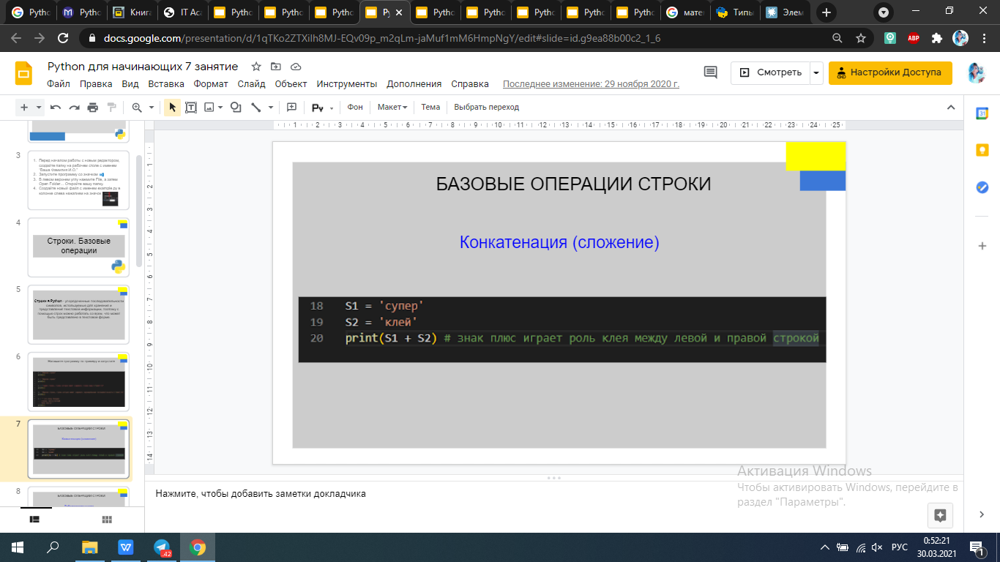 Pytho
Pytho
Книга
IT Aca
Pytho
Pytho
Pytho
Py
Pytho
Pytho
Pytho
Pytho
Pytho
мате
Типы
Элем
docs.google.com/presentation/d/1qTKo2ZTXiIh8MJ-EQv09p_m2qLm-jaMuf1mM6HmpNgY/edit#slide=id.g9ea88b00c2_1_6
ABP
Python для начинающих 7 занятие
Смотреть
Настройки Доступа
Файл Правка Вид Вставка Формат Слайд Объект Инструменты Дополнения Справка Последнее изменение: 29 ноября 2020 г.
Фон Макет Тема Выбрать переход
1 2 3 4 5 6 7 8 9 10 11 12 13 14 15 16 17 18 19 20 21 22 23 24 25
1 2 3 4 5 6 7 8 9 10 11 12 13 14
3
1. Перед началом работы с новым редактором,
создайте папку на рабочем столе с именем
"Ваша Фамилия И.О."
2. Запустите программу со значком
3. В левом верхнем углу нажмите File, а затем
Open Folder... Откройте вашу папку.
4. Создайте новый файл с именем example.py в
колонке слева нажатием на значок
4
Строки. Базовые
операции
5
Строки в Python - упорядоченные последовательности
символов, используемые для хранения и
представления текстовой информации, поэтому с
помощью строк можно работать со всем, что может
быть представлено в текстовой форме.
6
Напишите программу по примеру и запустите
7
БАЗОВЫЕ ОПЕРАЦИИ СТРОКИ
Конкатенация (сложение)
8
БАЗОВЫЕ ОПЕРАЦИИ СТРОКИ
БАЗОВЫЕ ОПЕРАЦИИ СТРОКИ
Конкатенация (сложение)
18 S1 = 'супер'
19 S2 = 'клей'
20 print(S1 + S2) # знак плюс играет роль клея между левой и правой строкой
Нажмите, чтобы добавить заметки докладчика
Активация Windows
Чтобы активировать Windows, перейдите в
раздел "Параметры".
42
РУС
0:52:21
30.03.2021
1